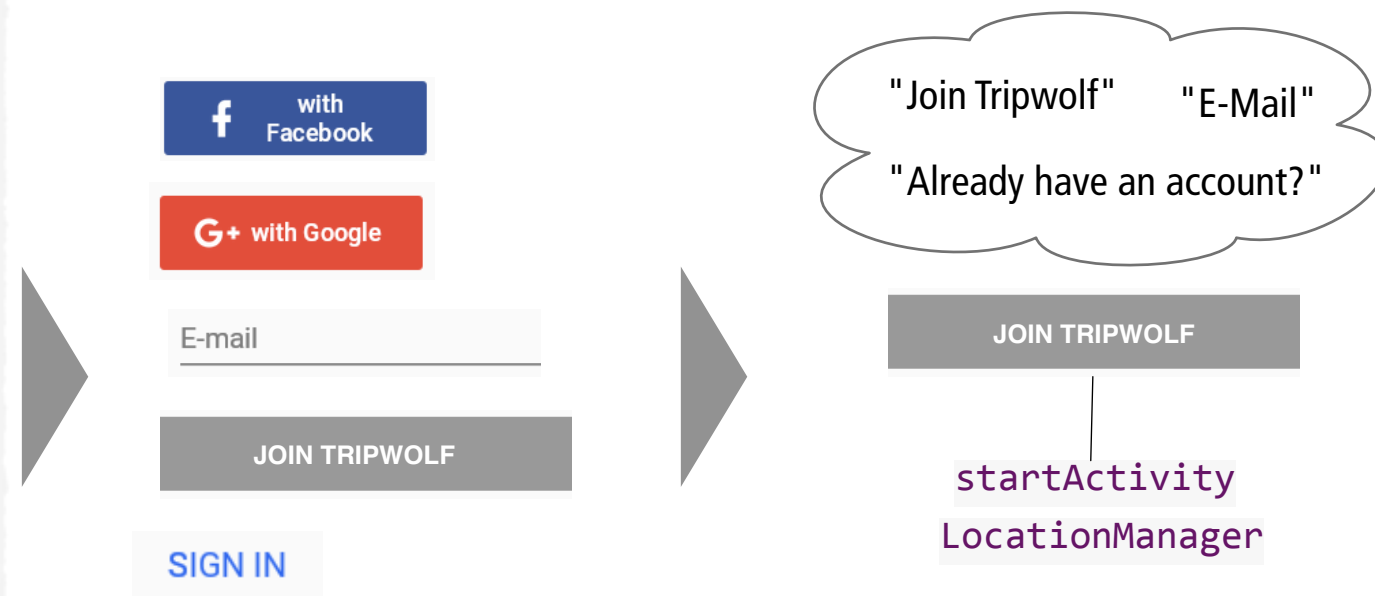 f with
Facebook
G+ with Google
E-mail
JOIN TRIPWOLF
SIGN IN
"Join Tripwolf" "E-Mail"
"Already have an account?"
JOIN TRIPWOLF
startActivity
LocationManager